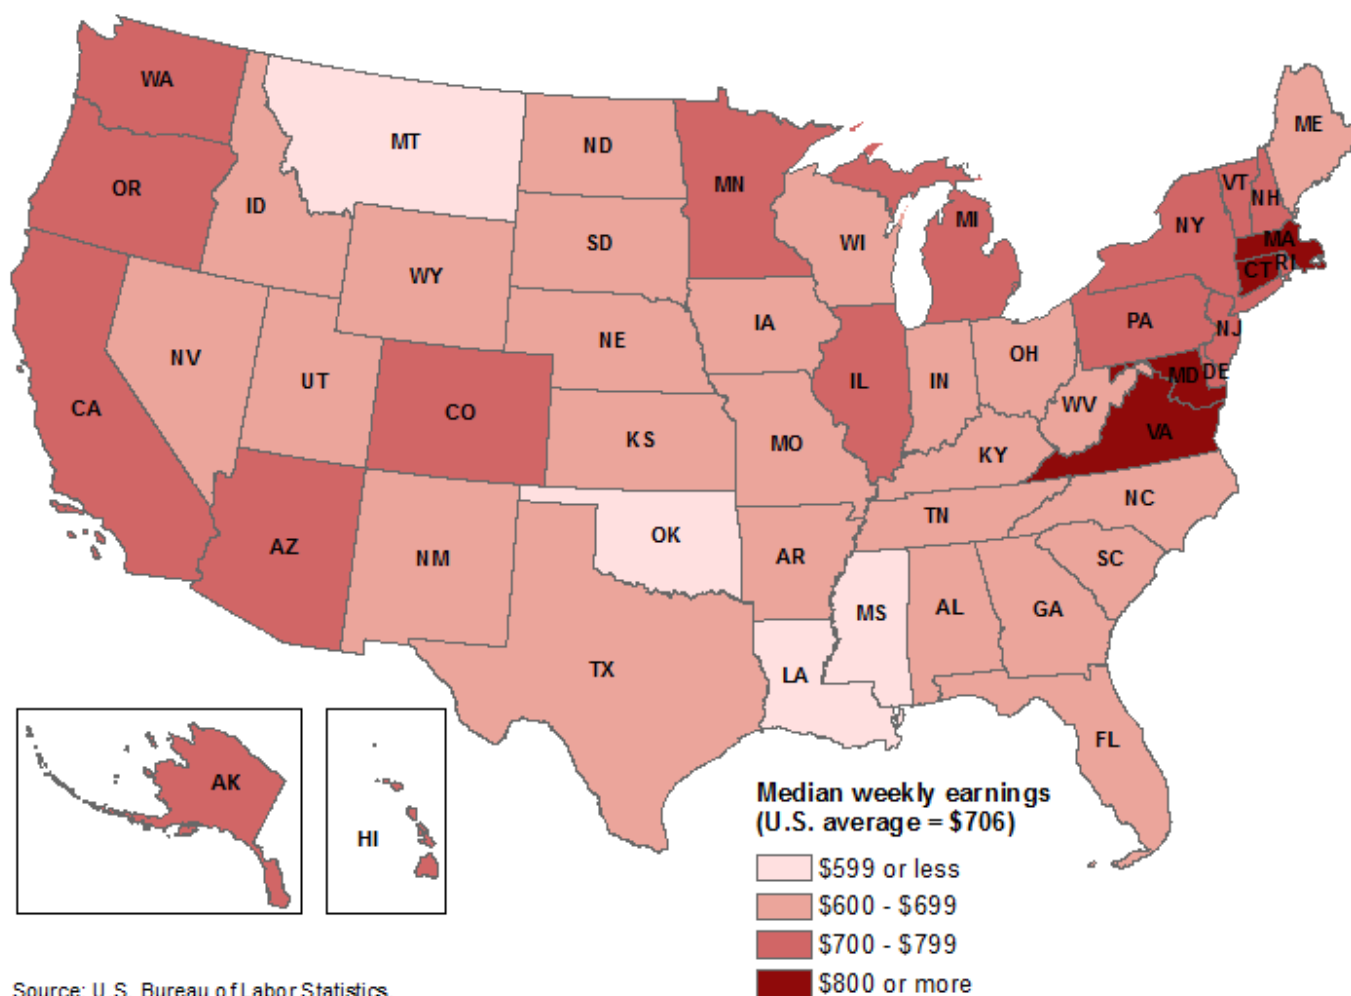 WA
MT
ND
ME
MN
VT
NH
OR
ID
SD
WI
MI
NY
MA
CT RI
WY
IA
PA
NJ
NV
UT
NE
OH
IN
IL
MD DE
CA
CO
WV
VA
KS
MO
KY
NC
TN
AZ
NM
OK
AR
SC
MS
AL
GA
TX
LA
FL
AK
HI
Median weekly earnings
(U.S. average = $706)
$599 or less
$600 - $699
$700 - $799
$800 or more
Source: U.S. Bureau of Labor Statistics